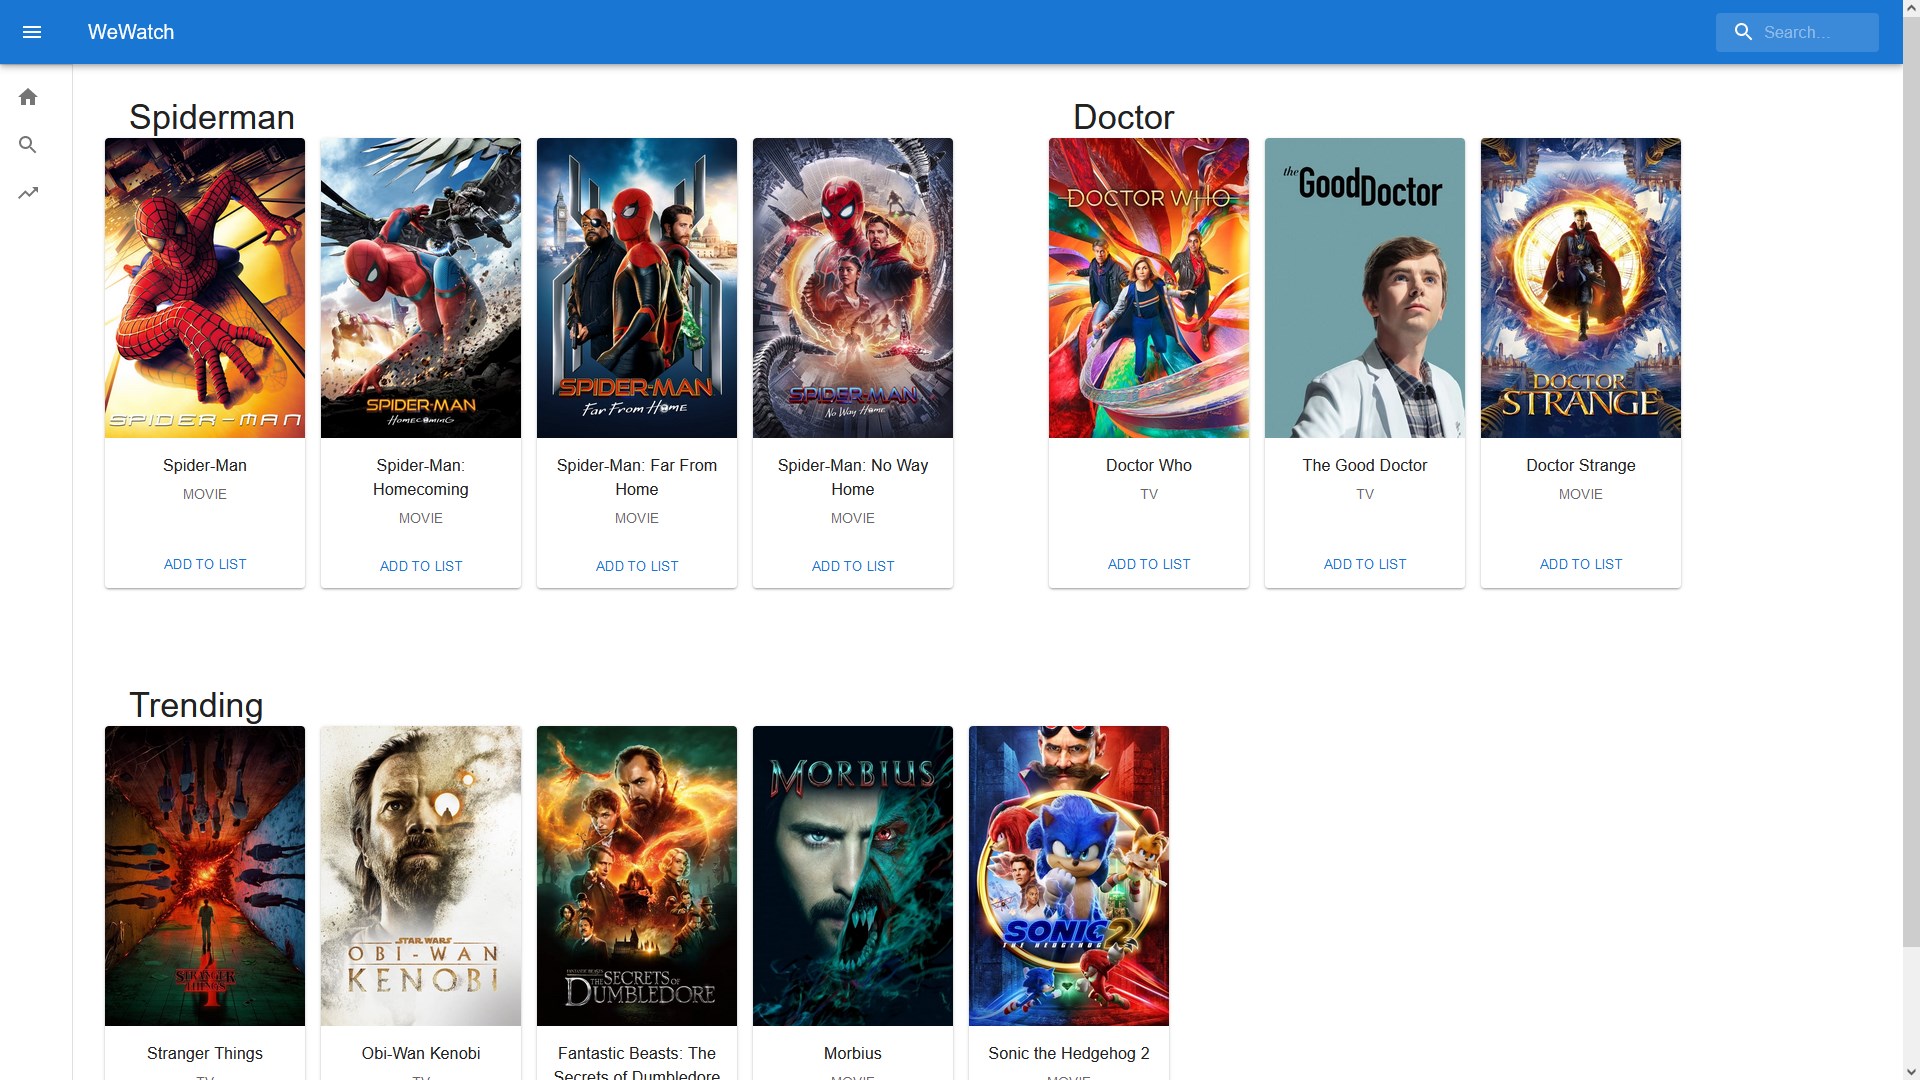 WeWatch
Search...
Spiderman
Doctor
SPIDER-MAN
SPIDER-MAN
HOMECOMING
SPIDER-MAN
Far From Home
SPIDER-MAN
No Way Home
DOCTOR WHO
the Good Doctor
DOCTOR
STRANGE
Spider-Man
MOVIE
ADD TO LIST
Spider-Man:
Homecoming
MOVIE
ADD TO LIST
Spider-Man: Far From
Home
MOVIE
ADD TO LIST
Spider-Man: No Way
Home
MOVIE
ADD TO LIST
Doctor Who
TV
ADD TO LIST
The Good Doctor
TV
ADD TO LIST
Doctor Strange
MOVIE
ADD TO LIST
Trending
STRANGER
THINGS
4
STAR WARS
OBI-WAN
KENOBI
FANTASTIC BEASTS
THE SECRETS OF
DUMBLEDORE
MORBIUS
SONIC 2
THE HEDGEHOG
Stranger Things
TV
Obi-Wan Kenobi
TV
Fantastic Beasts: The
Secrets of Dumbledore
Morbius
MOVIE
Sonic the Hedgehog 2
MOVIE